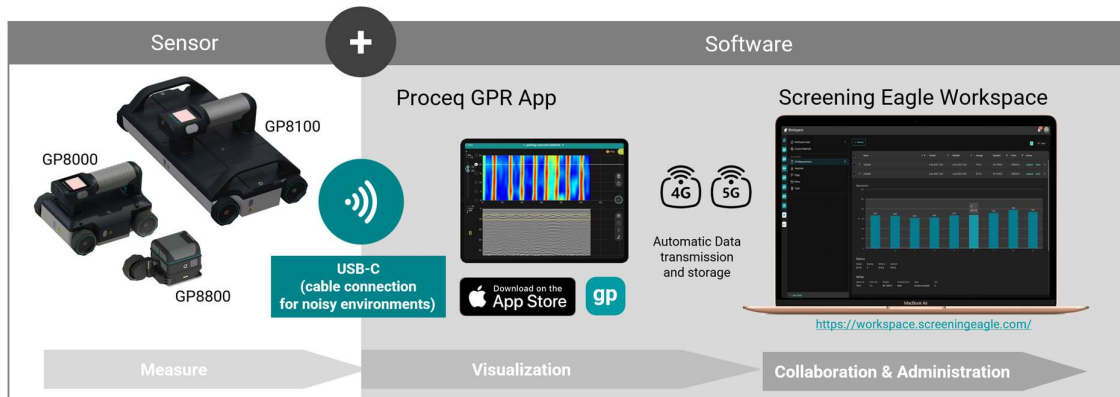 Sensor
+
Software
GP8100
GP8000
GP8800
USB-C
(cable connection
for noisy environments)
Proceq GPR App
Download on the
App Store
gp
4G
5G
Automatic Data
transmission
and storage
Screening Eagle Workspace
Workspace
MacBook Air
https://workspace.screeningeagle.com/
Measure
Visualization
Collaboration & Administration